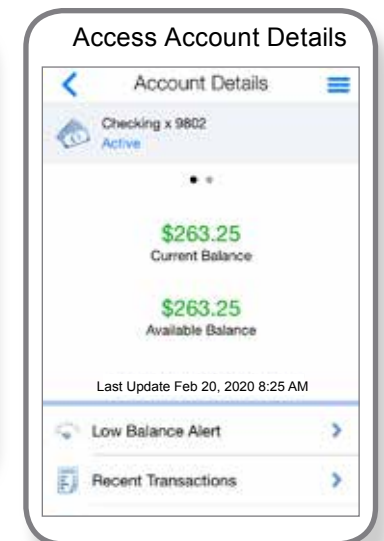 Access Account Details
Account Details
Checking x 9802
Active
$263.25
Current Balance
$263.25
Available Balance
Last Update Feb 20, 2020 8:25 AM
Low Balance Alert
Recent Transactions